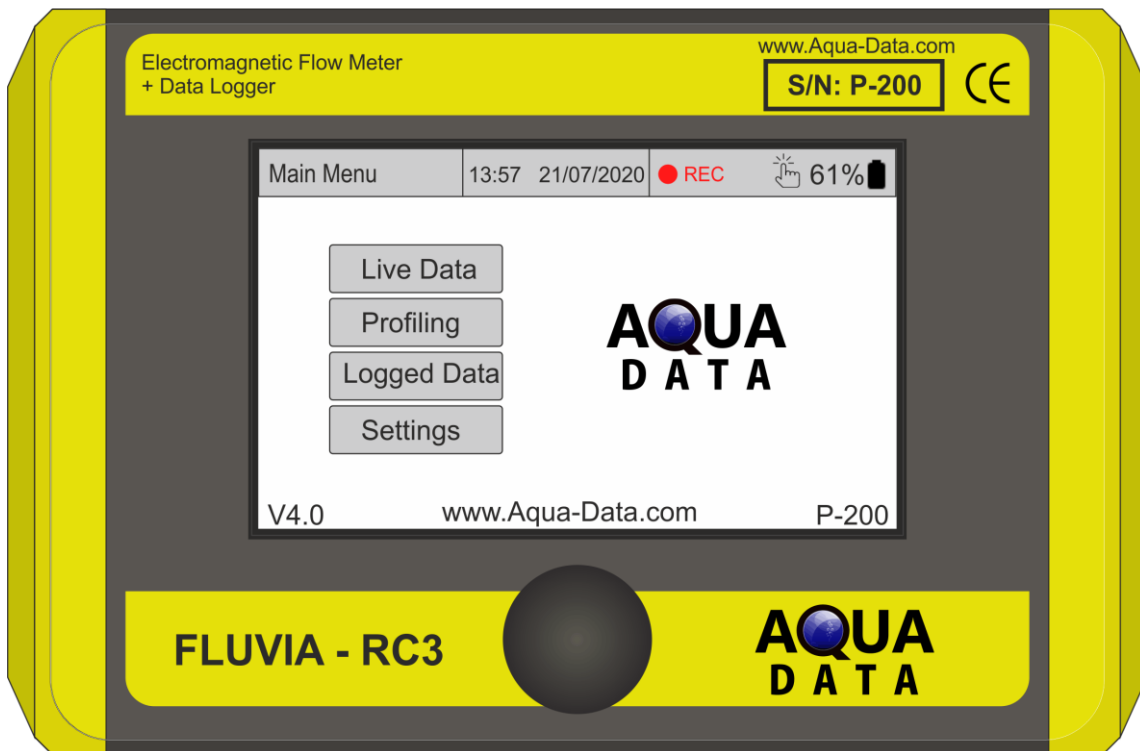 Electromagnetic Flow Meter
+ Data Logger
www.Aqua-Data.com
S/N: P-200
CE
Main Menu
13:57 21/07/2020
REC
61%
Live Data
Profiling
Logged Data
Settings
AQUA
DATA
V4.0
www.Aqua-Data.com
P-200
FLUVIA - RC3
AQUA
DATA